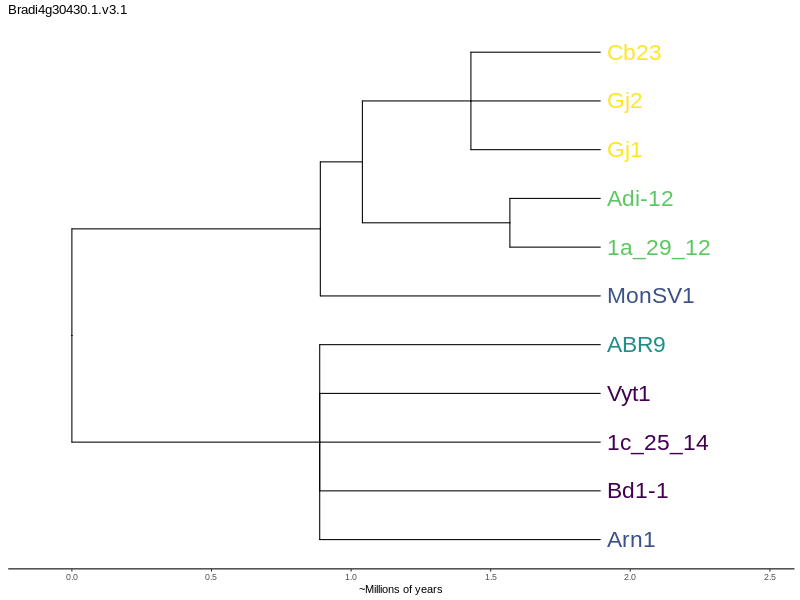 Bradi4g30430.1.v3.1
Cb23
Gj2
Gj1
Adi-12
1a_29_12
MonSV1
ABR9
Vyt1
1c_25_14
Bd1-1
Arn1
0.0 0.5 1.0 1.5 2.0 2.5
~Millions of years